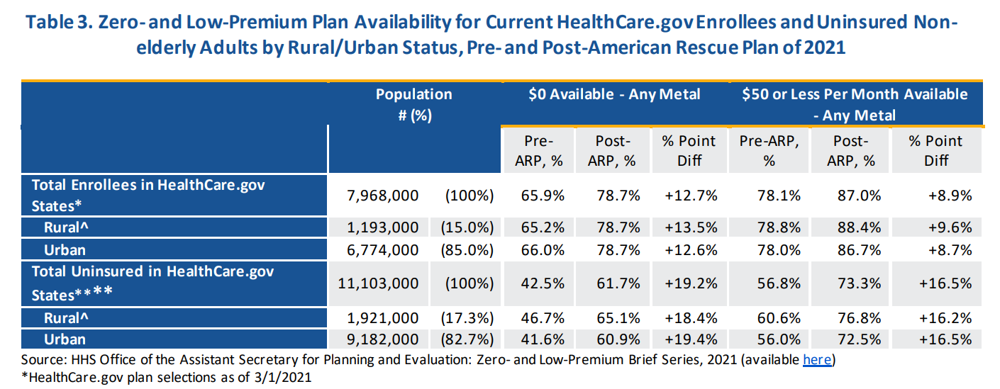 Table 3. Zero- and Low-Premium Plan Availability for Current HealthCare.gov Enrollees and Uninsured Non-
elderly Adults by Rural/Urban Status, Pre- and Post-American Rescue Plan of 2021
Population # (%) $0 Available - Any Metal $50 or Less Per Month Available - Any Metal
Pre-ARP, % Post-ARP, % % Point Diff Pre-ARP, % Post-ARP, % % Point Diff
Total Enrollees in HealthCare.gov States* 7,968,000 (100%) 65.9% 78.7% +12.7% 78.1% 87.0% +8.9%
Rural^ 1,193,000 (15.0%) 65.2% 78.7% +13.5% 78.8% 88.4% +9.6%
Urban 6,774,000 (85.0%) 66.0% 78.7% +12.6% 78.0% 86.7% +8.7%
Total Uninsured in HealthCare.gov States**** 11,103,000 (100%) 42.5% 61.7% +19.2% 56.8% 73.3% +16.5%
Rural^ 1,921,000 (17.3%) 46.7% 65.1% +18.4% 60.6% 76.8% +16.2%
Urban 9,182,000 (82.7%) 41.6% 60.9% +19.4% 56.0% 72.5% +16.5%
Source: HHS Office of the Assistant Secretary for Planning and Evaluation: Zero- and Low-Premium Brief Series, 2021 (available here)
*HealthCare.gov plan selections as of 3/1/2021